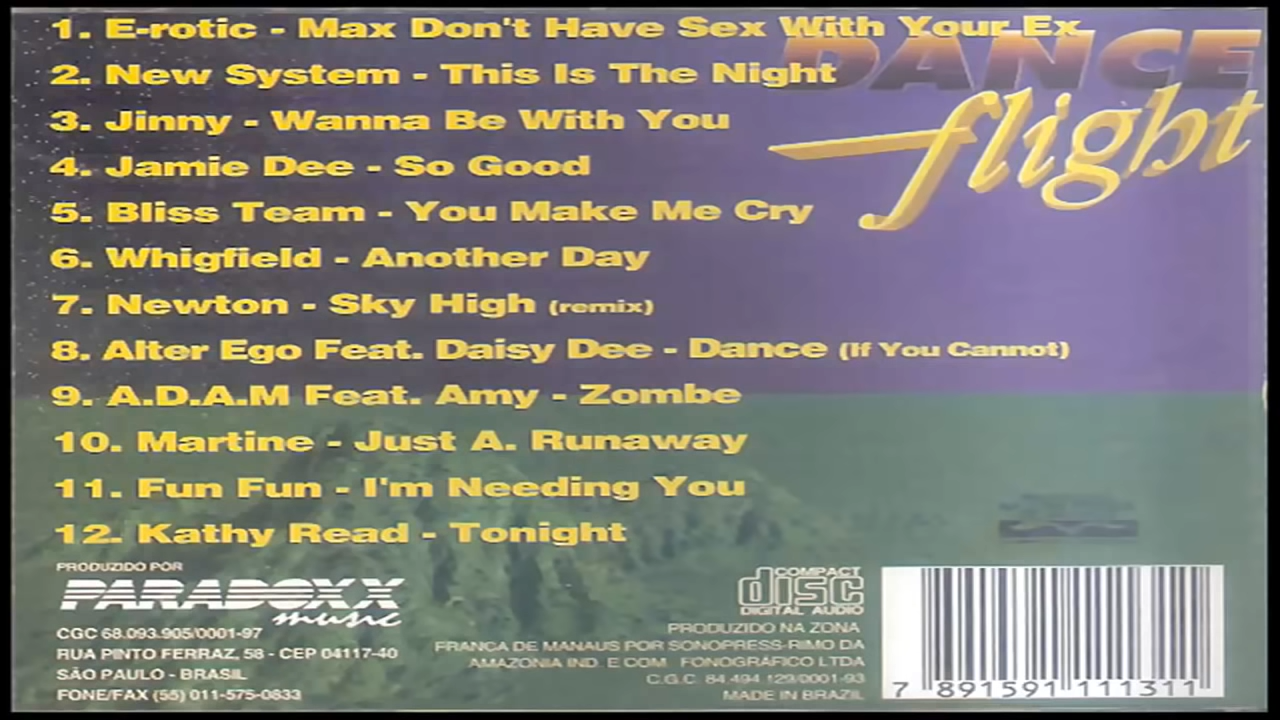 1. E-rotic - Max Don't Have Sex With Your Ex
2. New System - This Is The Night
3. Jinny - Wanna Be With You
4. Jamie Dee - So Good
5. Bliss Team - You Make Me Cry
6. Whigfield - Another Day
7. Newton - Sky High (remix)
8. Alter Ego Feat. Daisy Dee - Dance (If You Cannot)
9. A.D.A.M Feat. Amy - Zombe
10. Martine - Just A. Runaway
11. Fun Fun - I'm Needing You
12. Kathy Read - Tonight
DANCE
flight
PRODUZIDO POR
PARADOXX
music
CGC 68.093.905/0001-97
RUA PINTO FERRAZ, 58 - CEP 04117-40
SÃO PAULO - BRASIL
FONE/FAX (55) 011-575-0833
COMPACT
disc
DIGITAL AUDIO
PRODUZIDO NA ZONA
FRANCA DE MANAUS POR SONOPRESS-RIMO DA
AMAZONIA IND. E COM. FONOGRÁFICO LTDA
C.G.C. 84.494.129/0001-93
MADE IN BRAZIL
7 891591 111311